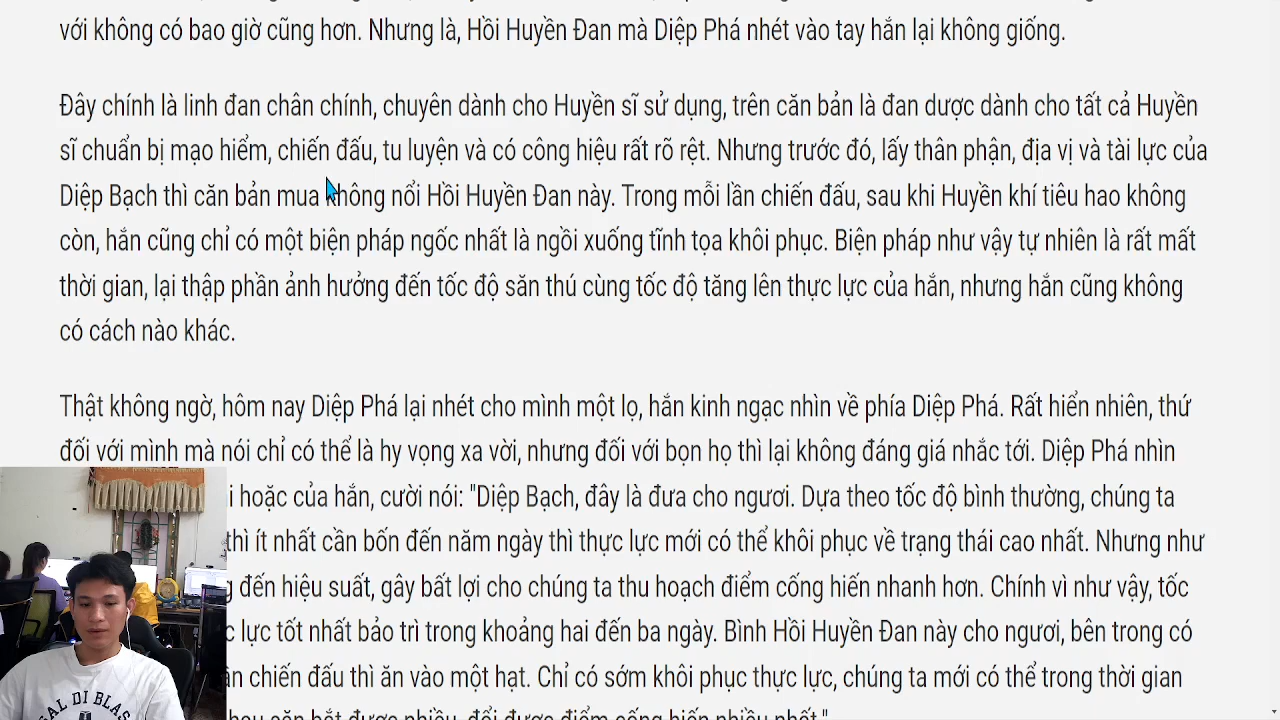 với không có bao giờ cũng hơn. Nhưng là, Hồi Huyền Đan mà Diệp Phá nhét vào tay hắn lại không giống.
Đây chính là linh đan chân chính, chuyên dành cho Huyền sĩ sử dụng, trên căn bản là đan dược dành cho tất cả Huyền
sĩ chuẩn bị mạo hiểm, chiến đấu, tu luyện và có công hiệu rất rõ rệt. Nhưng trước đó, lấy thân phận, địa vị và tài lực của
Diệp Bạch thì căn bản mua không nổi Hồi Huyền Đan này. Trong mỗi lần chiến đấu, sau khi Huyền khí tiêu hao không
còn, hắn cũng chỉ có một biện pháp ngốc nhất là ngồi xuống tĩnh tọa khôi phục. Biện pháp như vậy tự nhiên là rất mất
thời gian, lại thập phần ảnh hưởng đến tốc độ săn thú cùng tốc độ tăng lên thực lực của hắn, nhưng hắn cũng không
có cách nào khác.
Thật không ngờ, hôm nay Diệp Phá lại nhét cho mình một lọ, hắn kinh ngạc nhìn về phía Diệp Phá. Rất hiển nhiên, thứ
đối với mình mà nói chỉ có thể là hy vọng xa vời, nhưng đối với bọn họ thì lại không đáng giá nhắc tới. Diệp Phá nhìn
hoặc của hắn, cười nói: "Diệp Bạch, đây là đưa cho ngươi. Dựa theo tốc độ bình thường, chúng ta
thì ít nhất cần bốn đến năm ngày thì thực lực mới có thể khôi phục về trạng thái cao nhất. Nhưng như
đến hiệu suất, gây bất lợi cho chúng ta thu hoạch điểm cống hiến nhanh hơn. Chính vì như vậy, tốc
lực tốt nhất bảo trì trong khoảng hai đến ba ngày. Bình Hồi Huyền Đan này cho ngươi, bên trong có
chiến đấu thì ăn vào một hạt. Chỉ có sớm khôi phục thực lực, chúng ta mới có thể trong thời gian
săn bắt được nhiều, đổi được điểm cống hiến nhiều nhất."